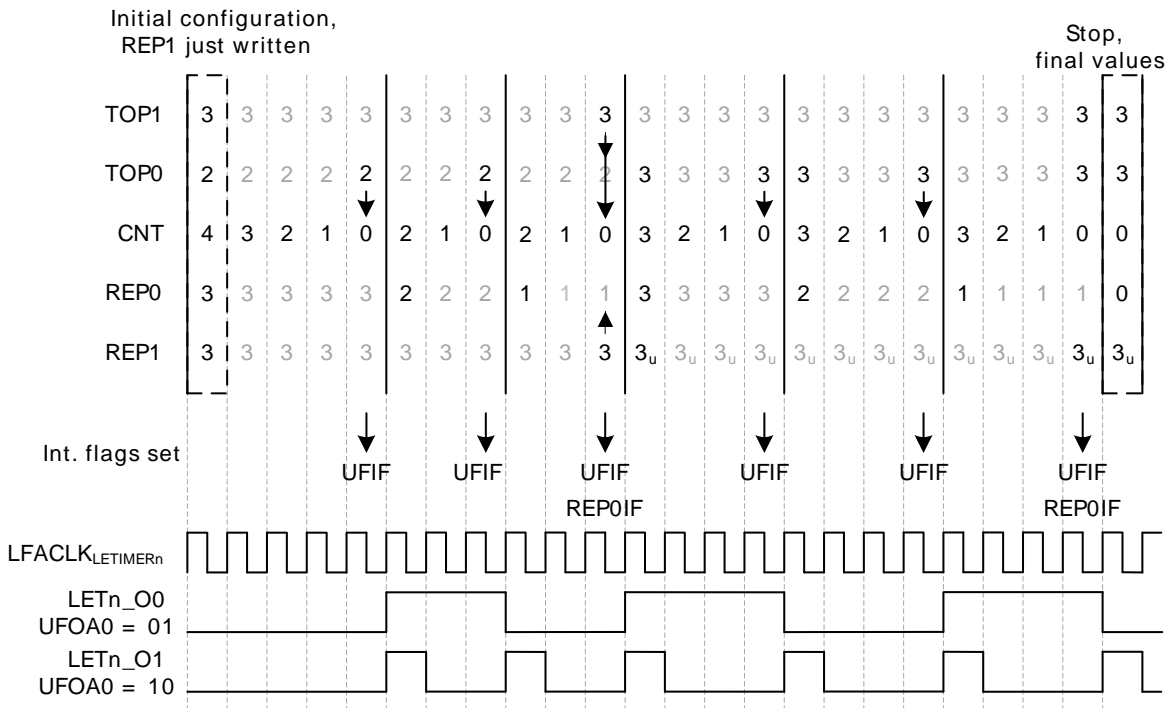 Initial configuration,
REP1 just written
Stop,
final values
TOP1 3 3 3 3 3 3 3 3 3 3 3 3 3 3 3 3 3 3 3 3 3 3 3 3
TOP0 2 2 2 2 2 2 2 2 2 2 2 3 3 3 3 3 3 3 3 3 3 3 3 3
CNT 4 3 2 1 0 2 1 0 2 1 0 3 2 1 0 3 2 1 0 3 2 1 0 0
REP0 3 3 3 3 3 2 2 2 1 1 1 3 3 3 3 2 2 2 2 1 1 1 1 0
REP1 3 3 3 3 3 3 3 3 3 3 3 3u 3u 3u 3u 3u 3u 3u 3u 3u 3u 3u 3u 3u
Int. flags set
UFIF UFIF UFIF UFIF UFIF UFIF
REP0IF REP0IF
LFACLKLETIMERn
LETn_O0
UFOA0 = 01
LETn_O1
UFOA0 = 10